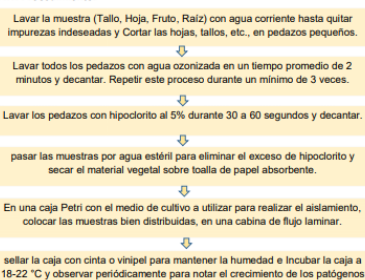 Lavar la muestra (Tallo, Hoja, Fruto, Raíz) con agua corriente hasta quitar
impurezas indeseadas y Cortar las hojas, tallos, etc., en pedazos pequeños.
Lavar todos los pedazos con agua ozonizada en un tiempo promedio de 2
minutos y decantar. Repetir este proceso durante un mínimo de 3 veces.
Lavar los pedazos con hipoclorito al 5% durante 30 a 60 segundos y decantar.
pasar las muestras por agua estéril para eliminar el exceso de hipoclorito y
secar el material vegetal sobre toalla de papel absorbente.
En una caja Petri con el medio de cultivo a utilizar para realizar el aislamiento,
colocar las muestras bien distribuidas, en una cabina de flujo laminar.
sellar la caja con cinta o vinipel para mantener la humedad e Incubar la caja a
18-22 °C y observar periódicamente para notar el crecimiento de los patógenos